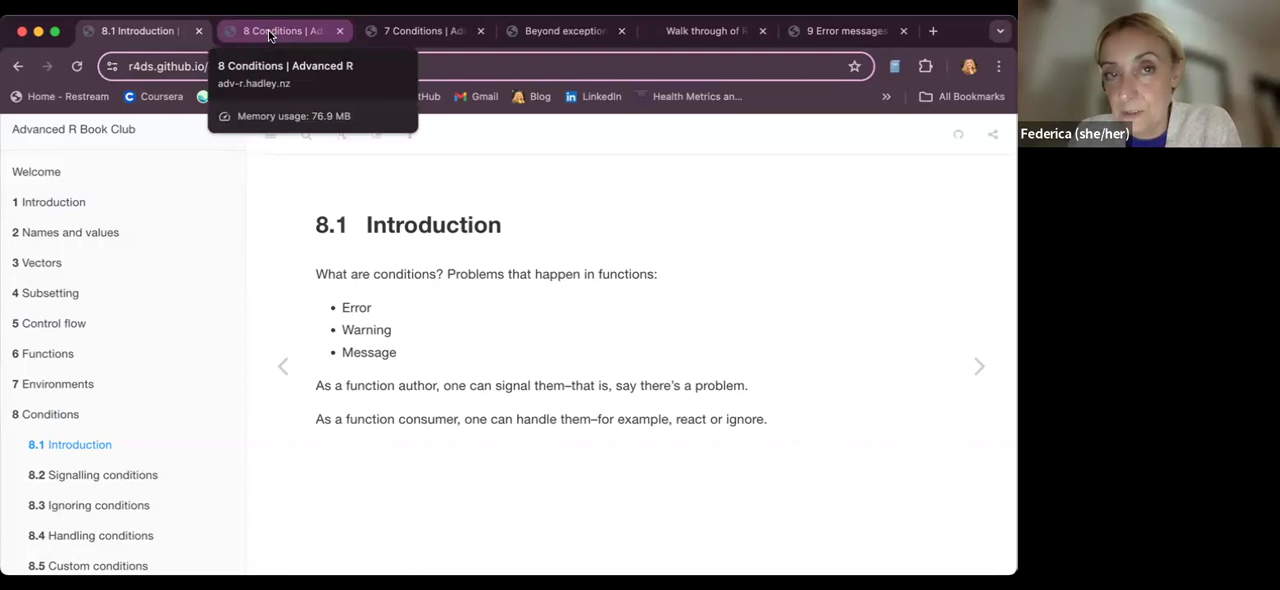 8.1 Introduction |
8 Conditions | Ad
7 Conditions | Adv
Beyond exception
Walk through of R
9 Error messages
r4ds.github.io/
8 Conditions | Advanced R
adv-r.hadley.nz
Memory usage: 76.9 MB
Home - Restream
Coursera
tHub
Gmail
Blog
LinkedIn
Health Metrics an...
All Bookmarks
Federica (she/her)
Advanced R Book Club
Welcome
1 Introduction
2 Names and values
3 Vectors
4 Subsetting
5 Control flow
6 Functions
7 Environments
8 Conditions
8.1 Introduction
8.2 Signalling conditions
8.3 Ignoring conditions
8.4 Handling conditions
8.5 Custom conditions
8.1 Introduction
What are conditions? Problems that happen in functions:
• Error
• Warning
• Message
As a function author, one can signal them–that is, say there's a problem.
As a function consumer, one can handle them–for example, react or ignore.